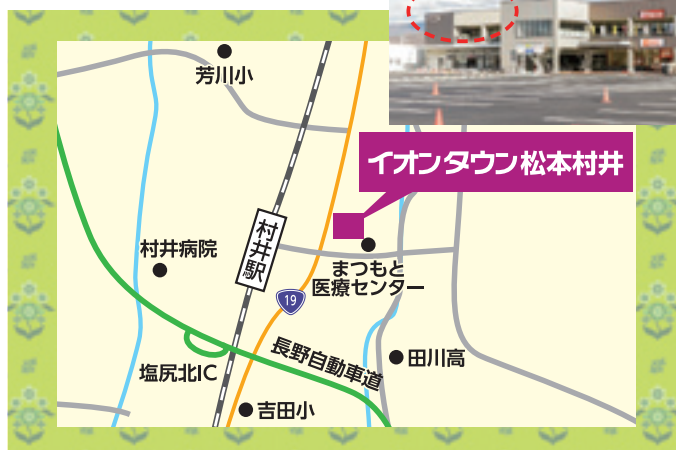 芳川小
イオンタウン松本村井
村井病院
村井駅
まつもと
医療センター
19
長野自動車道
田川高
塩尻北IC
吉田小